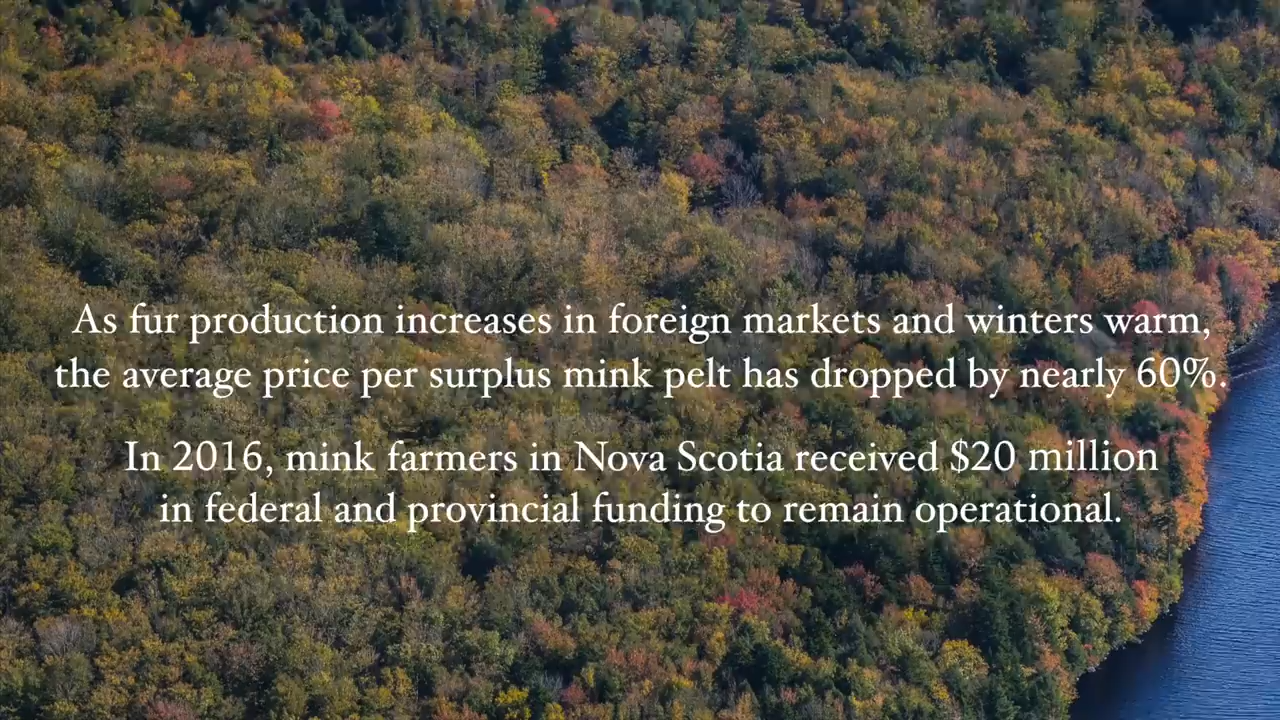 As fur production increases in foreign markets and winters warm,
the average price per surplus mink pelt has dropped by nearly 60%.
In 2016, mink farmers in Nova Scotia received $20 million
in federal and provincial funding to remain operational.